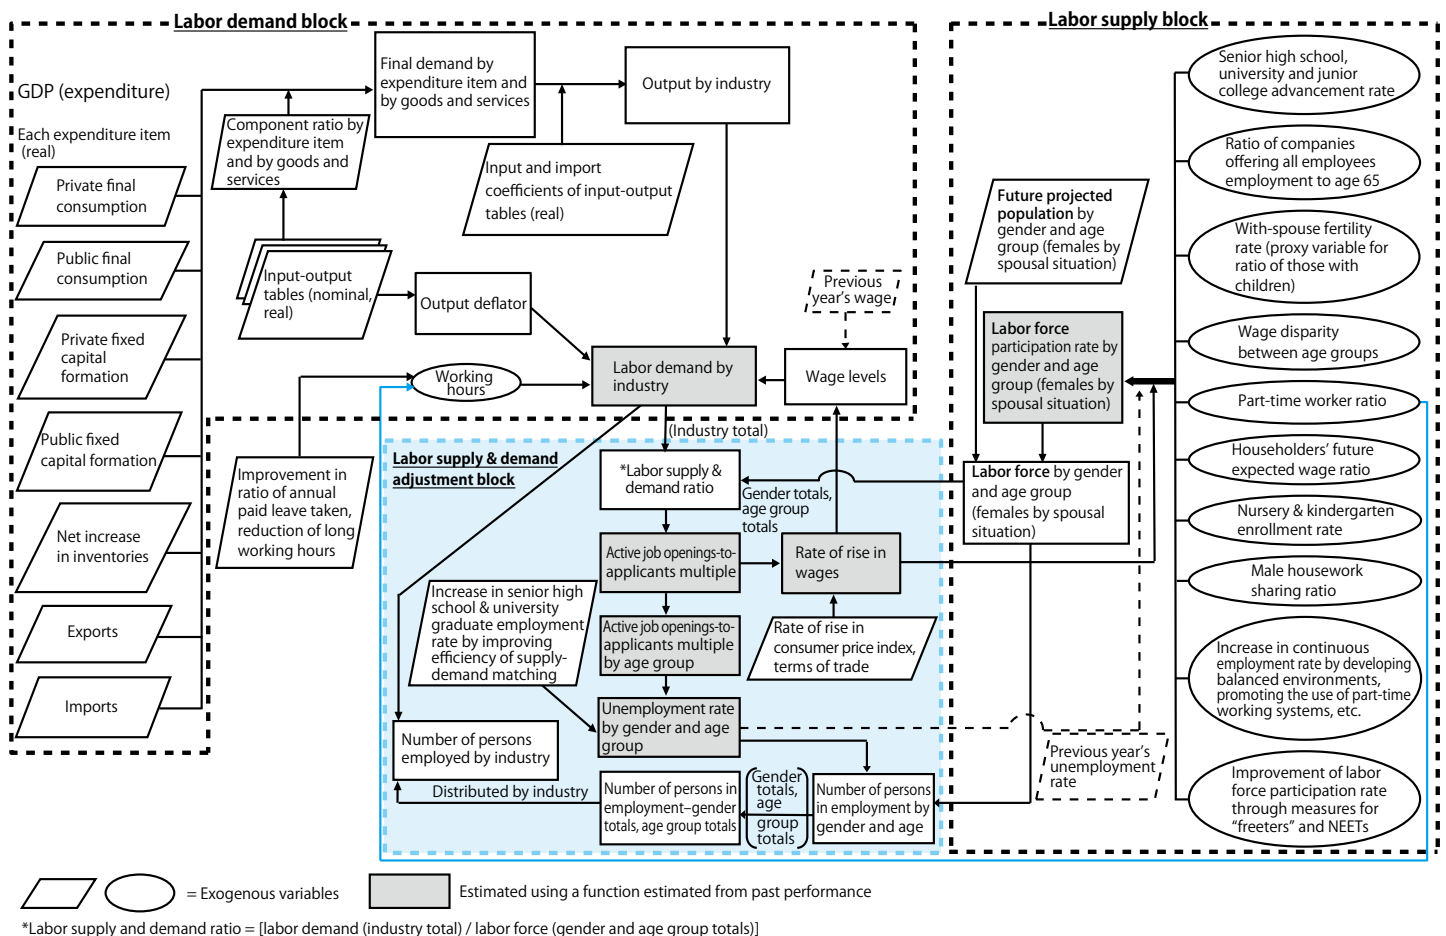 Labor demand block
GDP (expenditure)
Each expenditure item
(real)
Private final
consumption
Public final
consumption
Private fixed
capital
formation
Public fixed
capital formation
Net increase
in inventories
Exports
Imports
Final demand by
expenditure item and
by goods and services
Output by industry
Component ratio by
expenditure item
and by goods and
services
Input and import
coefficients of input-output
tables (real)
Input-output
tables (nominal,
real)
Output deflator
Previous
year's wage
Working
hours
Labor demand by
industry
Wage levels
Improvement in
ratio of annual
paid leave taken,
reduction of long
working hours
(Industry total)
Labor supply & demand
adjustment block
*Labor supply &
demand ratio
Gender totals,
age group
totals
Active job openings-to-
applicants multiple
Rate of rise in
wages
Increase in senior high
school & university
graduate employment
rate by improving
efficiency of supply-
demand matching
Active job openings-to-
applicants multiple
by age group
Rate of rise in
consumer price index,
terms of trade
Unemployment rate
by gender and age
group
Number of persons
employed by industry
Distributed by industry
Number of persons in
employment–gender
totals, age group totals
Gender
totals,
age
group
totals
Number of persons
in employment by
gender and age
Labor supply block
Future projected
population by
gender and age
group (females by
spousal situation)
Labor force
participation rate by
gender and age
group (females by
spousal situation)
Labor force by gender
and age group
(females by spousal
situation)
Previous year's
unemployment
rate
Senior high school,
university and junior
college advancement rate
Ratio of companies
offering all employees
employment to age 65
With-spouse fertility
rate (proxy variable for
ratio of those with
children)
Wage disparity
between age groups
Part-time worker ratio
Householders' future
expected wage ratio
Nursery & kindergarten
enrollment rate
Male housework
sharing ratio
Increase in continuous
employment rate by developing
balanced environments,
promoting the use of part-time
working systems, etc.
Improvement of labor
force participation rate
through measures for
“freeters” and NEETs
= Exogenous variables
Estimated using a function estimated from past performance
*Labor supply and demand ratio = [labor demand (industry total) / labor force (gender and age group totals)]